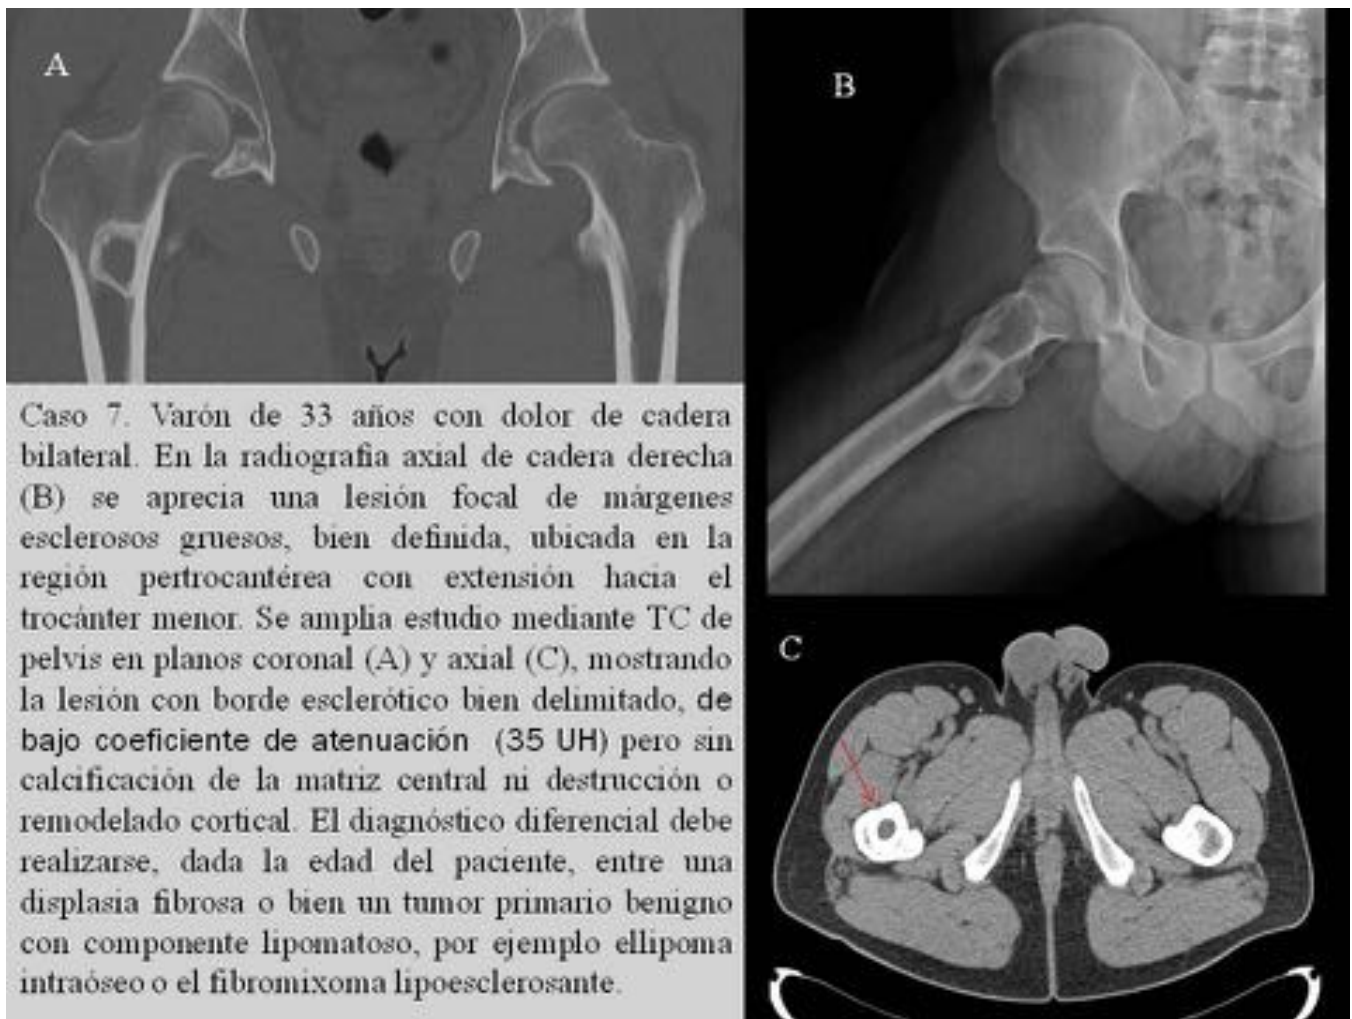 A
B
Caso 7. Varón de 33 años con dolor de cadera
bilateral. En la radiografia axial de cadera derecha
(B) se aprecia una lesión focal de márgenes
esclerosos gruesos, bien definida, ubicada en la
región pertrocantérea con extensión hacia el
trocánter menor. Se amplia estudio mediante TC de
pelvis en planos coronal (A) y axial (C), mostrando
la lesión con borde esclerótico bien delimitado, de
bajo coeficiente de atenuación (35 UH) pero sin
calcificación de la matriz central ni destrucción o
remodelado cortical. El diagnóstico diferencial debe
realizarse, dada la edad del paciente, entre una
displasia fibrosa o bien un tumor primario benigno
con componente lipomatoso, por ejemplo ellipoma
intraóseo o el fibromixoma lipoesclerosante.
C